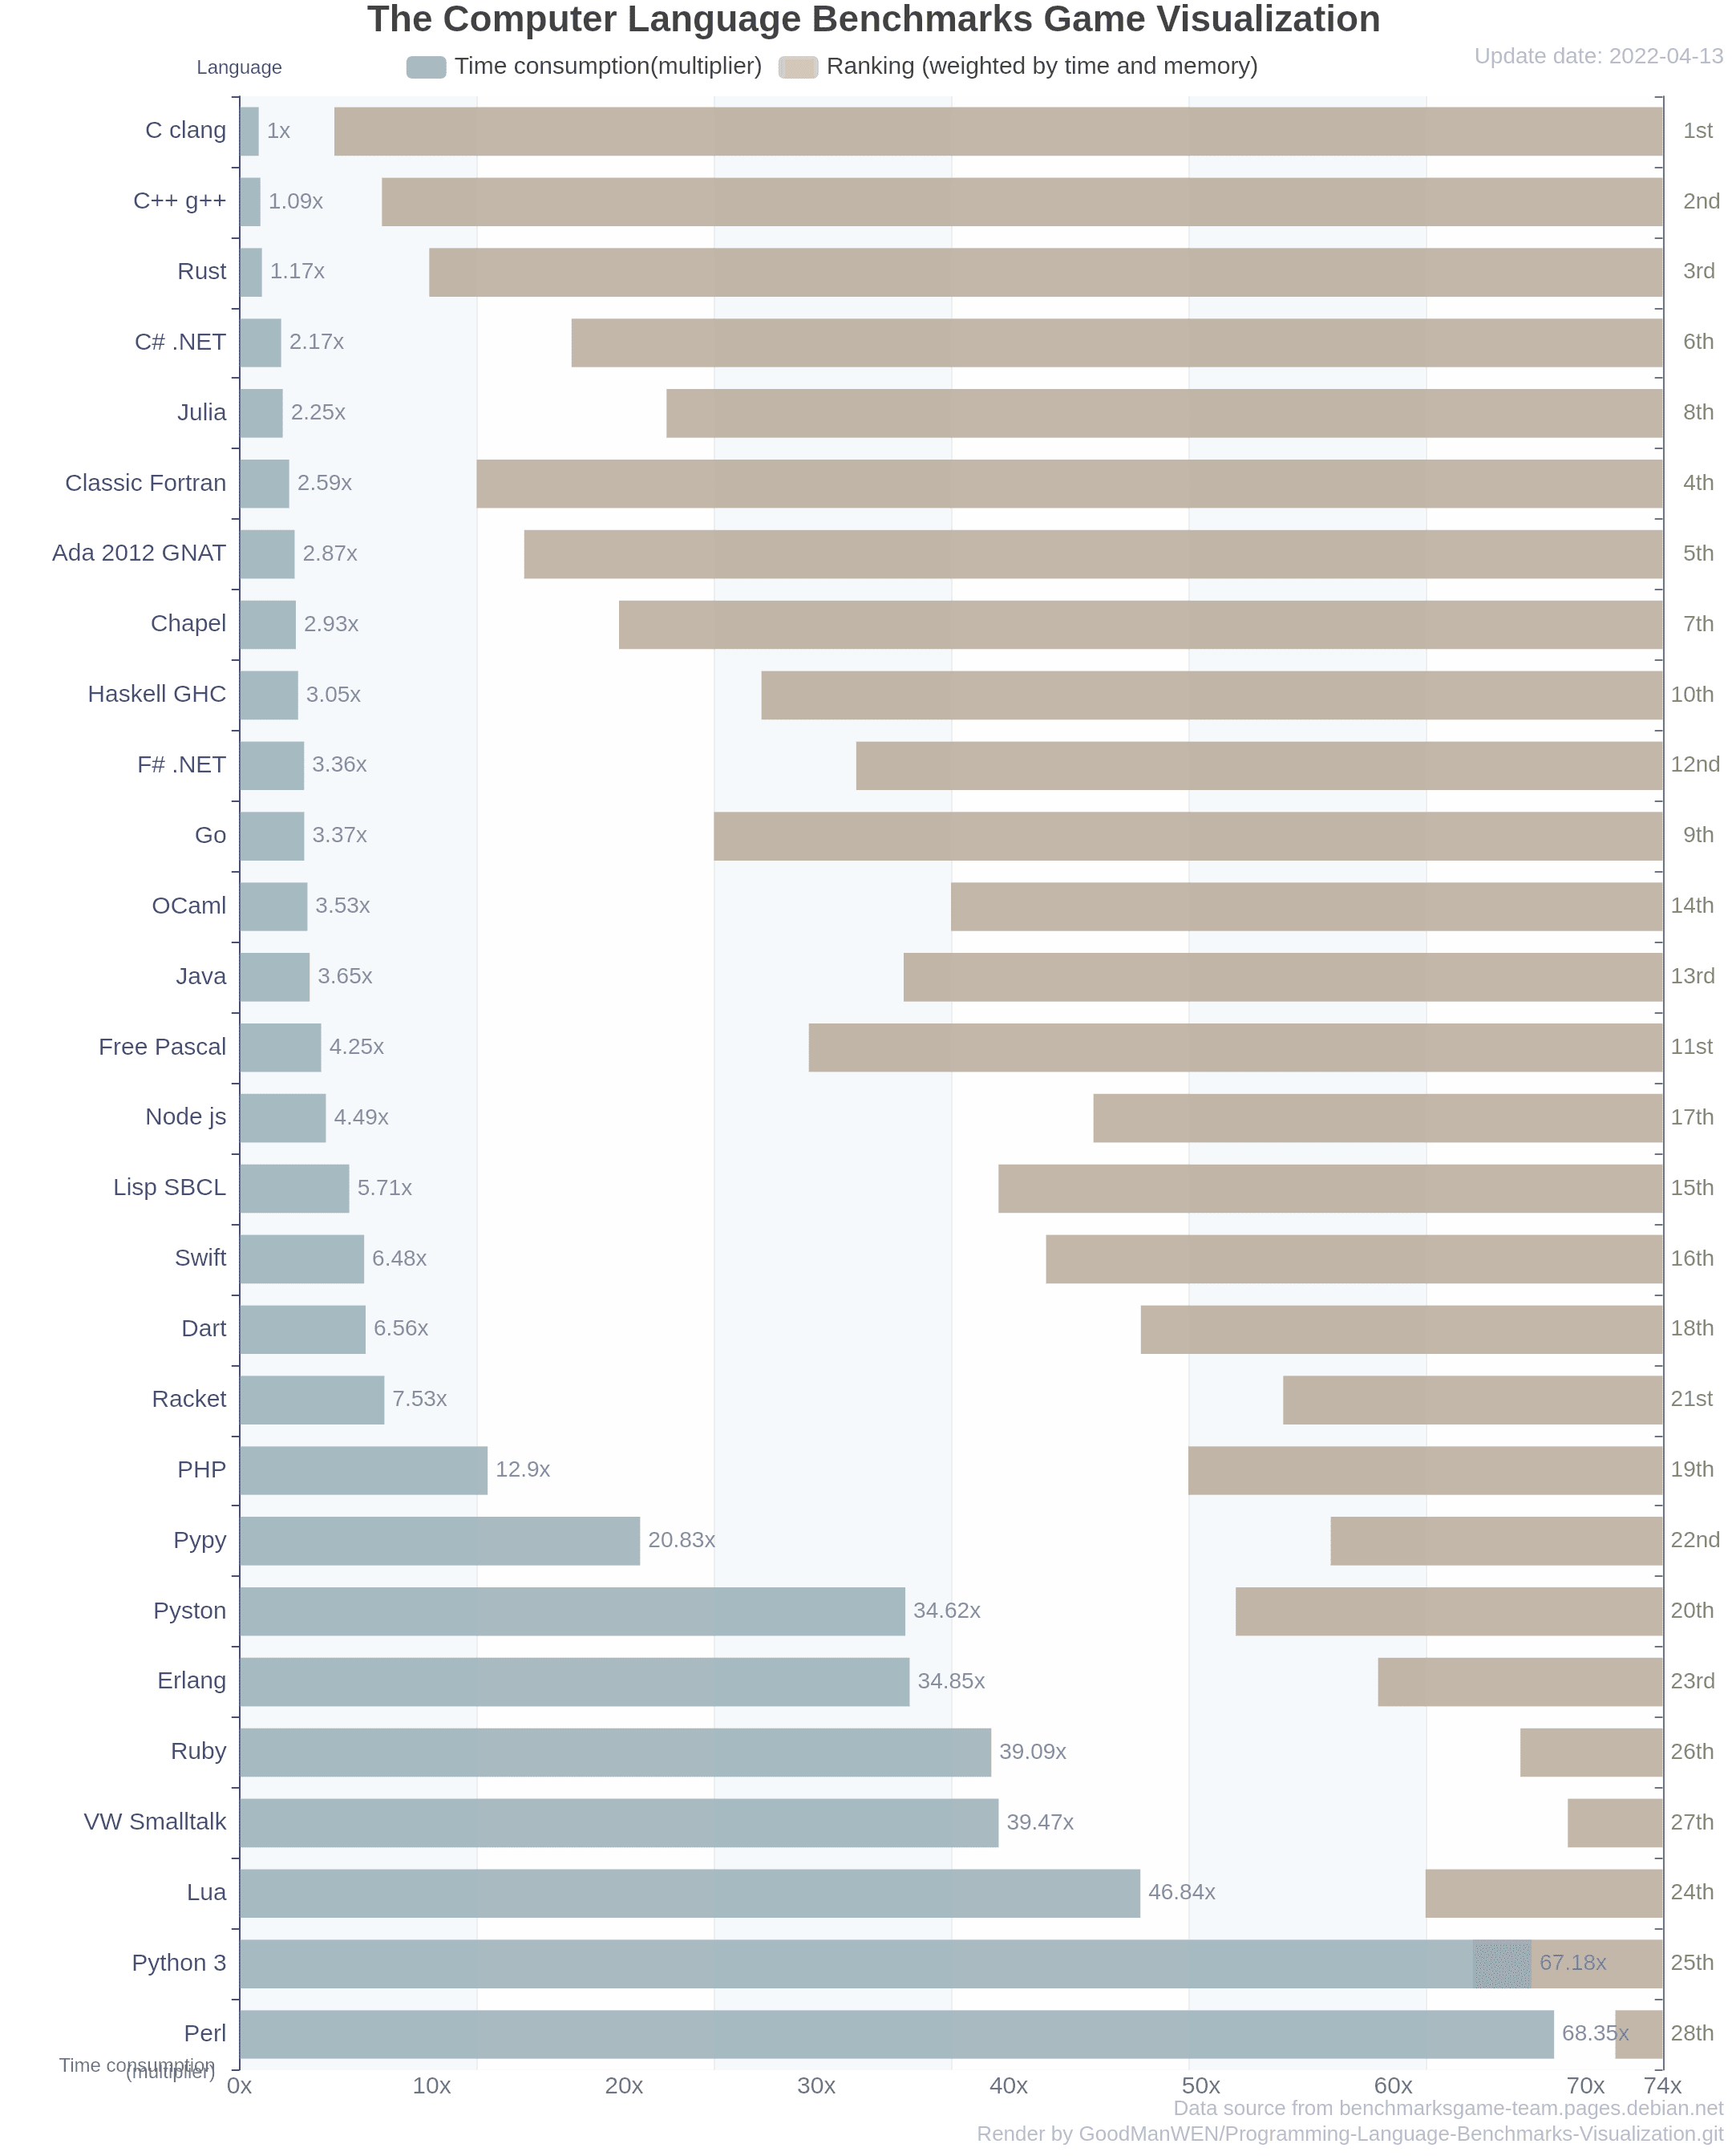 The Computer Language Benchmarks Game Visualization
Language Time consumption(multiplier) Ranking (weighted by time and memory) Update date: 2022-04-13
C clang 1x 1st
C++ g++ 1.09x 2nd
Rust 1.17x 3rd
C# .NET 2.17x 6th
Julia 2.25x 8th
Classic Fortran 2.59x 4th
Ada 2012 GNAT 2.87x 5th
Chapel 2.93x 7th
Haskell GHC 3.05x 10th
F# .NET 3.36x 12nd
Go 3.37x 9th
OCaml 3.53x 14th
Java 3.65x 13rd
Free Pascal 4.25x 11st
Node js 4.49x 17th
Lisp SBCL 5.71x 15th
Swift 6.48x 16th
Dart 6.56x 18th
Racket 7.53x 21st
PHP 12.9x 19th
Pypy 20.83x 22nd
Pyston 34.62x 20th
Erlang 34.85x 23rd
Ruby 39.09x 26th
VW Smalltalk 39.47x 27th
Lua 46.84x 24th
Python 3 67.18x 25th
Perl 68.35x 28th
Time consumption
(multiplier)
0x 10x 20x 30x 40x 50x 60x 70x 74x
Data source from benchmarksgame-team.pages.debian.net
Render by GoodManWEN/Programming-Language-Benchmarks-Visualization.git